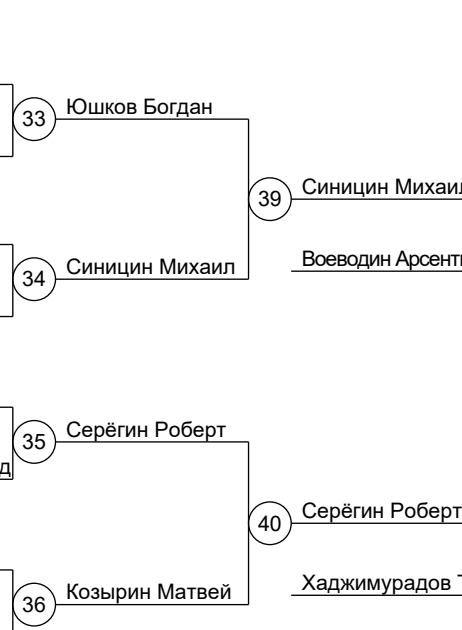 33 Юшков Богдан
39 Синицин Михаил
34 Синицин Михаил
Воеводин
35 Серёгин Роберт
40 Серёгин Роберт
Хаджимурадов
36 Козырин Матвей